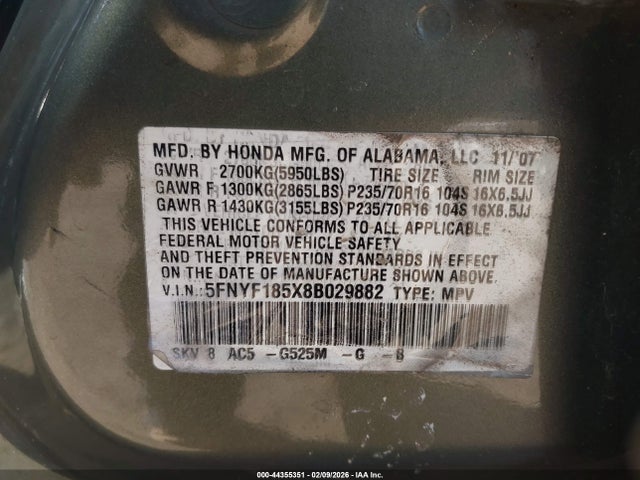 MFD. BY HONDA MFG. OF ALABAMA, LLC 11/'07
GVWR 2700KG(5950LBS) TIRE SIZE RIM SIZE
GAWR F 1300KG(2865LBS) P235/70R16 104S 16X6.5JJ
GAWR R 1430KG(3155LBS) P235/70R16 104S 16X6.5JJ
THIS VEHICLE CONFORMS TO ALL APPLICABLE
FEDERAL MOTOR VEHICLE SAFETY
AND THEFT PREVENTION STANDARDS IN EFFECT
ON THE DATE OF MANUFACTURE SHOWN ABOVE.
V.I.N.: 5FNYF185X8B029882 TYPE: MPV
SKV 8 AC5 -G525M -G -B
000-44355351 - 02/09/2026 - IAA Inc.